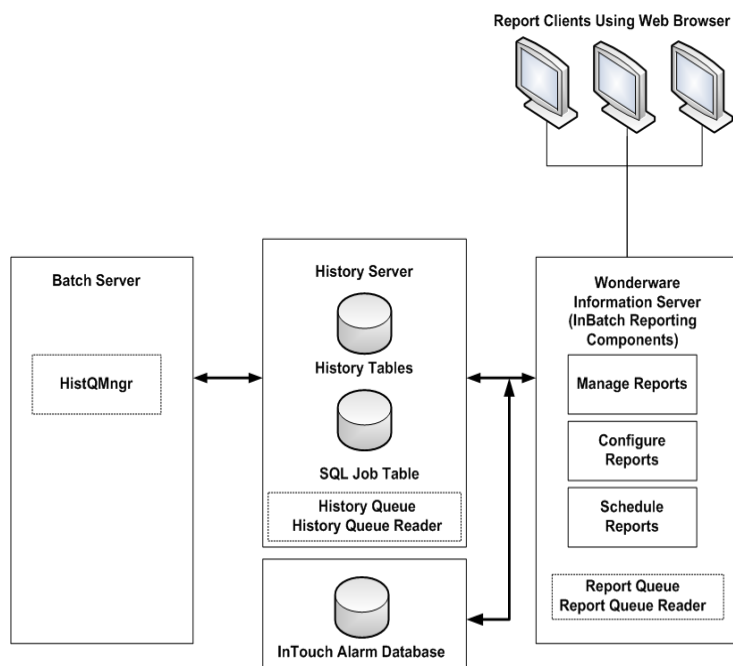 Report Clients Using Web Browser
Batch Server
HistQMngr
History Server
History Tables
SQL Job Table
History Queue
History Queue Reader
InTouch Alarm Database
Wonderware
Information Server
(InBatch Reporting
Components)
Manage Reports
Configure
Reports
Schedule
Reports
Report Queue
Report Queue Reader